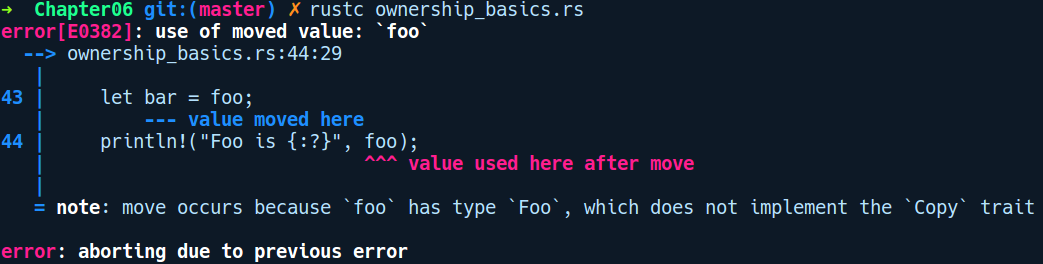 ➜  Chapter06 git:(master) ✗ rustc ownership_basics.rs
error[E0382]: use of moved value: `foo`
  --> ownership_basics.rs:44:29
   |
43 |     let bar = foo;
   |         --- value moved here
44 |     println!("Foo is {:?}", foo);
   |                             ^^^ value used here after move
   |
   = note: move occurs because `foo` has type `Foo`, which does not implement the `Copy` trait

error: aborting due to previous error